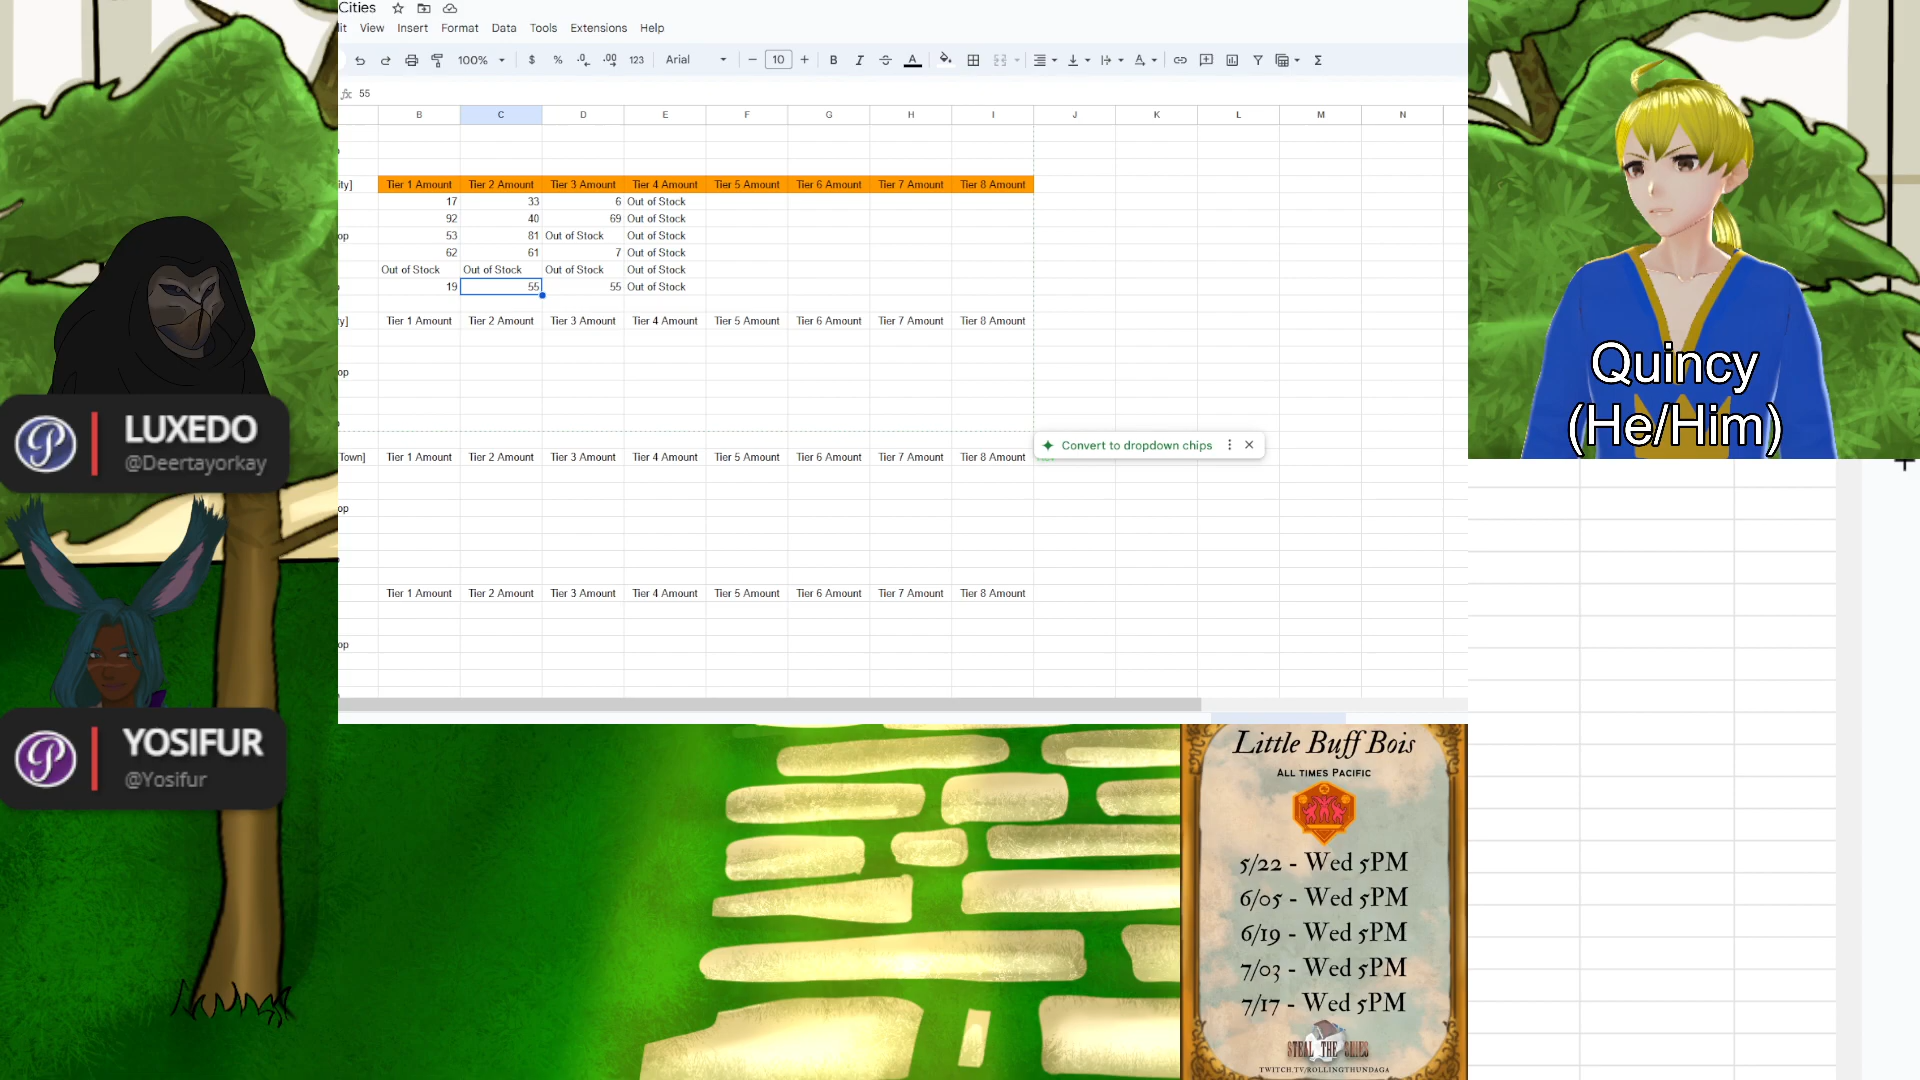 Cities
it View Insert Format Data Tools Extensions Help
100% $ % .0 .00 123 Arial 10 B I A Σ
fx 55
B C D E F G H I J K L M N
ity] Tier 1 Amount Tier 2 Amount Tier 3 Amount Tier 4 Amount Tier 5 Amount Tier 6 Amount Tier 7 Amount Tier 8 Amount
17 33 6 Out of Stock
92 40 69 Out of Stock
op 53 81 Out of Stock Out of Stock
62 61 7 Out of Stock
Out of Stock Out of Stock Out of Stock Out of Stock
19 55 55 Out of Stock
y] Tier 1 Amount Tier 2 Amount Tier 3 Amount Tier 4 Amount Tier 5 Amount Tier 6 Amount Tier 7 Amount Tier 8 Amount
op
Convert to dropdown chips
Town] Tier 1 Amount Tier 2 Amount Tier 3 Amount Tier 4 Amount Tier 5 Amount Tier 6 Amount Tier 7 Amount Tier 8 Amount
op
Tier 1 Amount Tier 2 Amount Tier 3 Amount Tier 4 Amount Tier 5 Amount Tier 6 Amount Tier 7 Amount Tier 8 Amount
op
LUXEDO
@Deertayorkay
YOSIFUR
@Yosifur
Quincy
(He/Him)
Little Buff Bois
All times Pacific
5/22 - Wed 5PM
6/05 - Wed 5PM
6/19 - Wed 5PM
7/03 - Wed 5PM
7/17 - Wed 5PM
STEAL THE SKIES
TWITCH.TV/ROLLINGTHUNDAGA